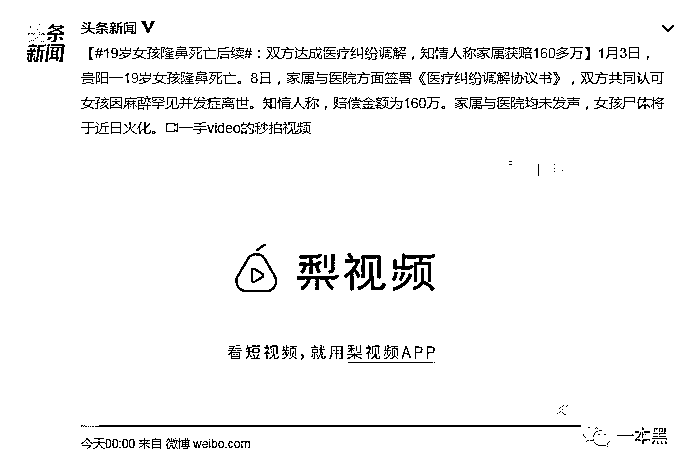 头条
新闻
头条新闻 V
【#19岁女孩隆鼻死亡后续#：双方达成医疗纠纷调解，知情人称家属获赔160多万】1月3日，
贵阳一19岁女孩隆鼻死亡。8日，家属与医院方面签署《医疗纠纷调解协议书》，双方共同认可
女孩因麻醉罕见并发症离世。知情人称，赔偿金额为160万。家属与医院均未发声，女孩尸体将
于近日火化。一手video的秒拍视频
梨视频
看短视频，就用梨视频APP
今天00:00 来自 微博 weibo.com
一本黑